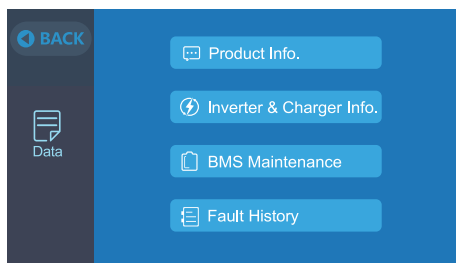 BACK
Data
Product Info.
Inverter & Charger Info.
BMS Maintenance
Fault History